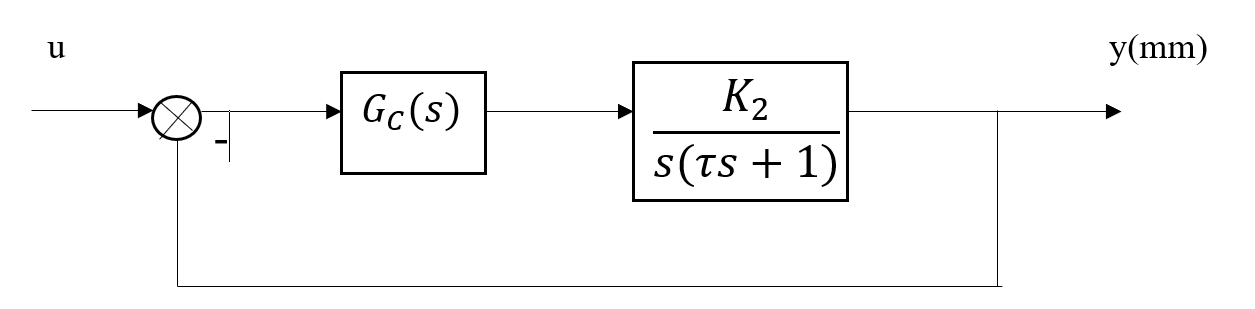 u
y(mm)
G_C(s)
K_2
s(τs + 1)
-